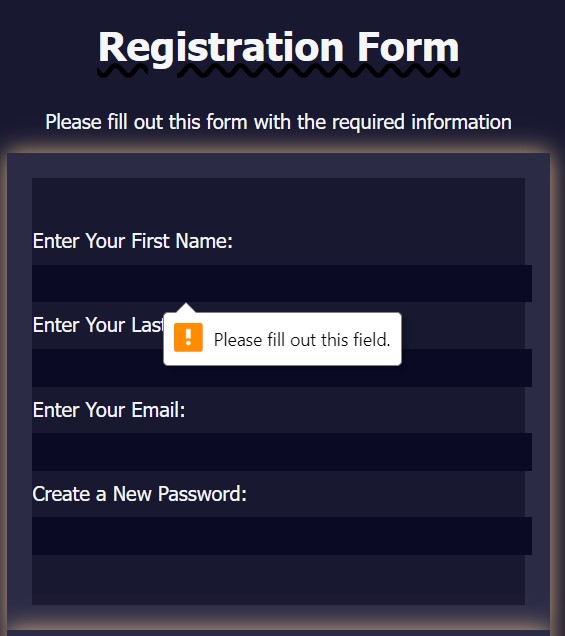 Registration Form
Please fill out this form with the required information
Enter Your First Name:
Enter Your Last
Please fill out this field.
Enter Your Email:
Create a New Password: